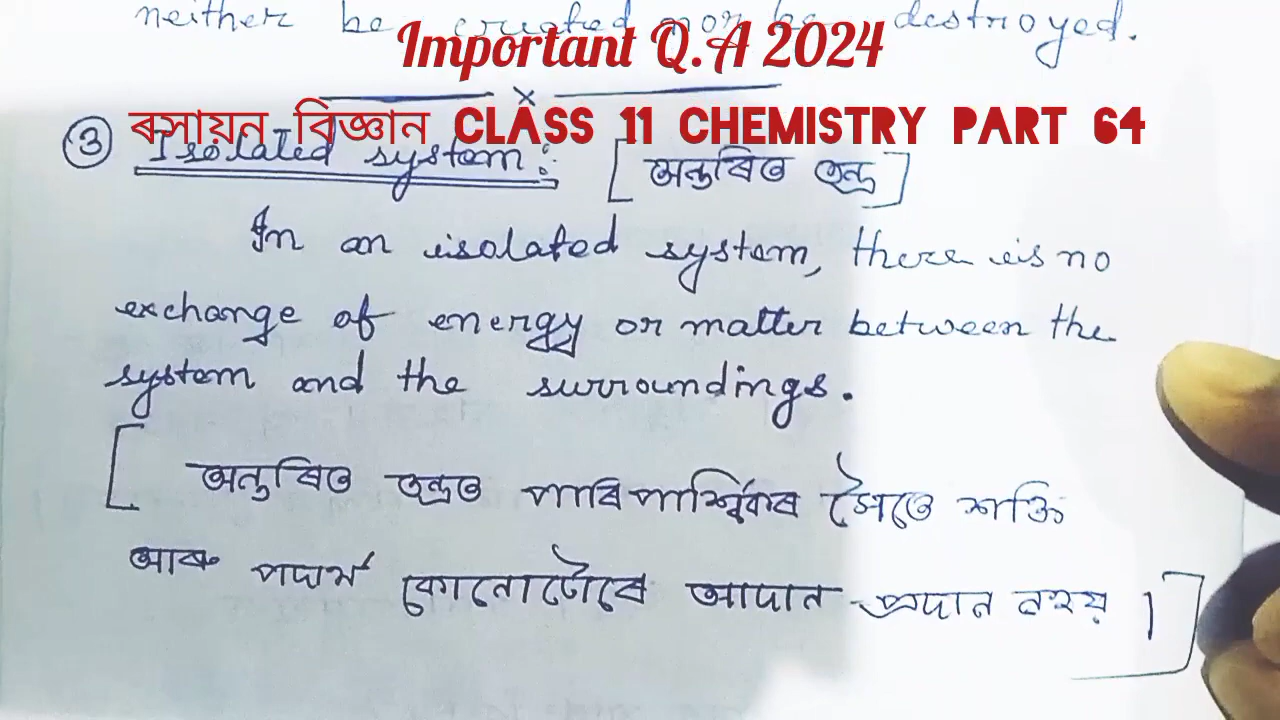 neither be created nor be destroyed.
Important Q.A 2024
ৰসায়ন বিজ্ঞান CLASS 11 CHEMISTRY PART 64
③ Isolated system: [অন্তৰিত তন্ত্ৰ]
In an isolated system, there is no
exchange of energy or matter between the
system and the surroundings.
[অন্তৰিত তন্ত্ৰত পাৰিপাৰ্শ্বিকৰ সৈতে শক্তি
আৰু পদাৰ্থ কোনোটৌৰে আদান-প্ৰদান নহয়।]